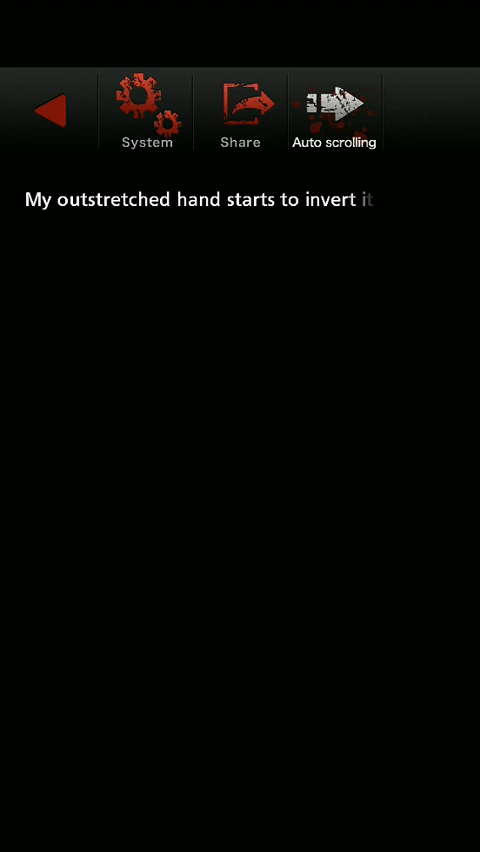 System
Share
Auto scrolling
My outstretched hand starts to invert it